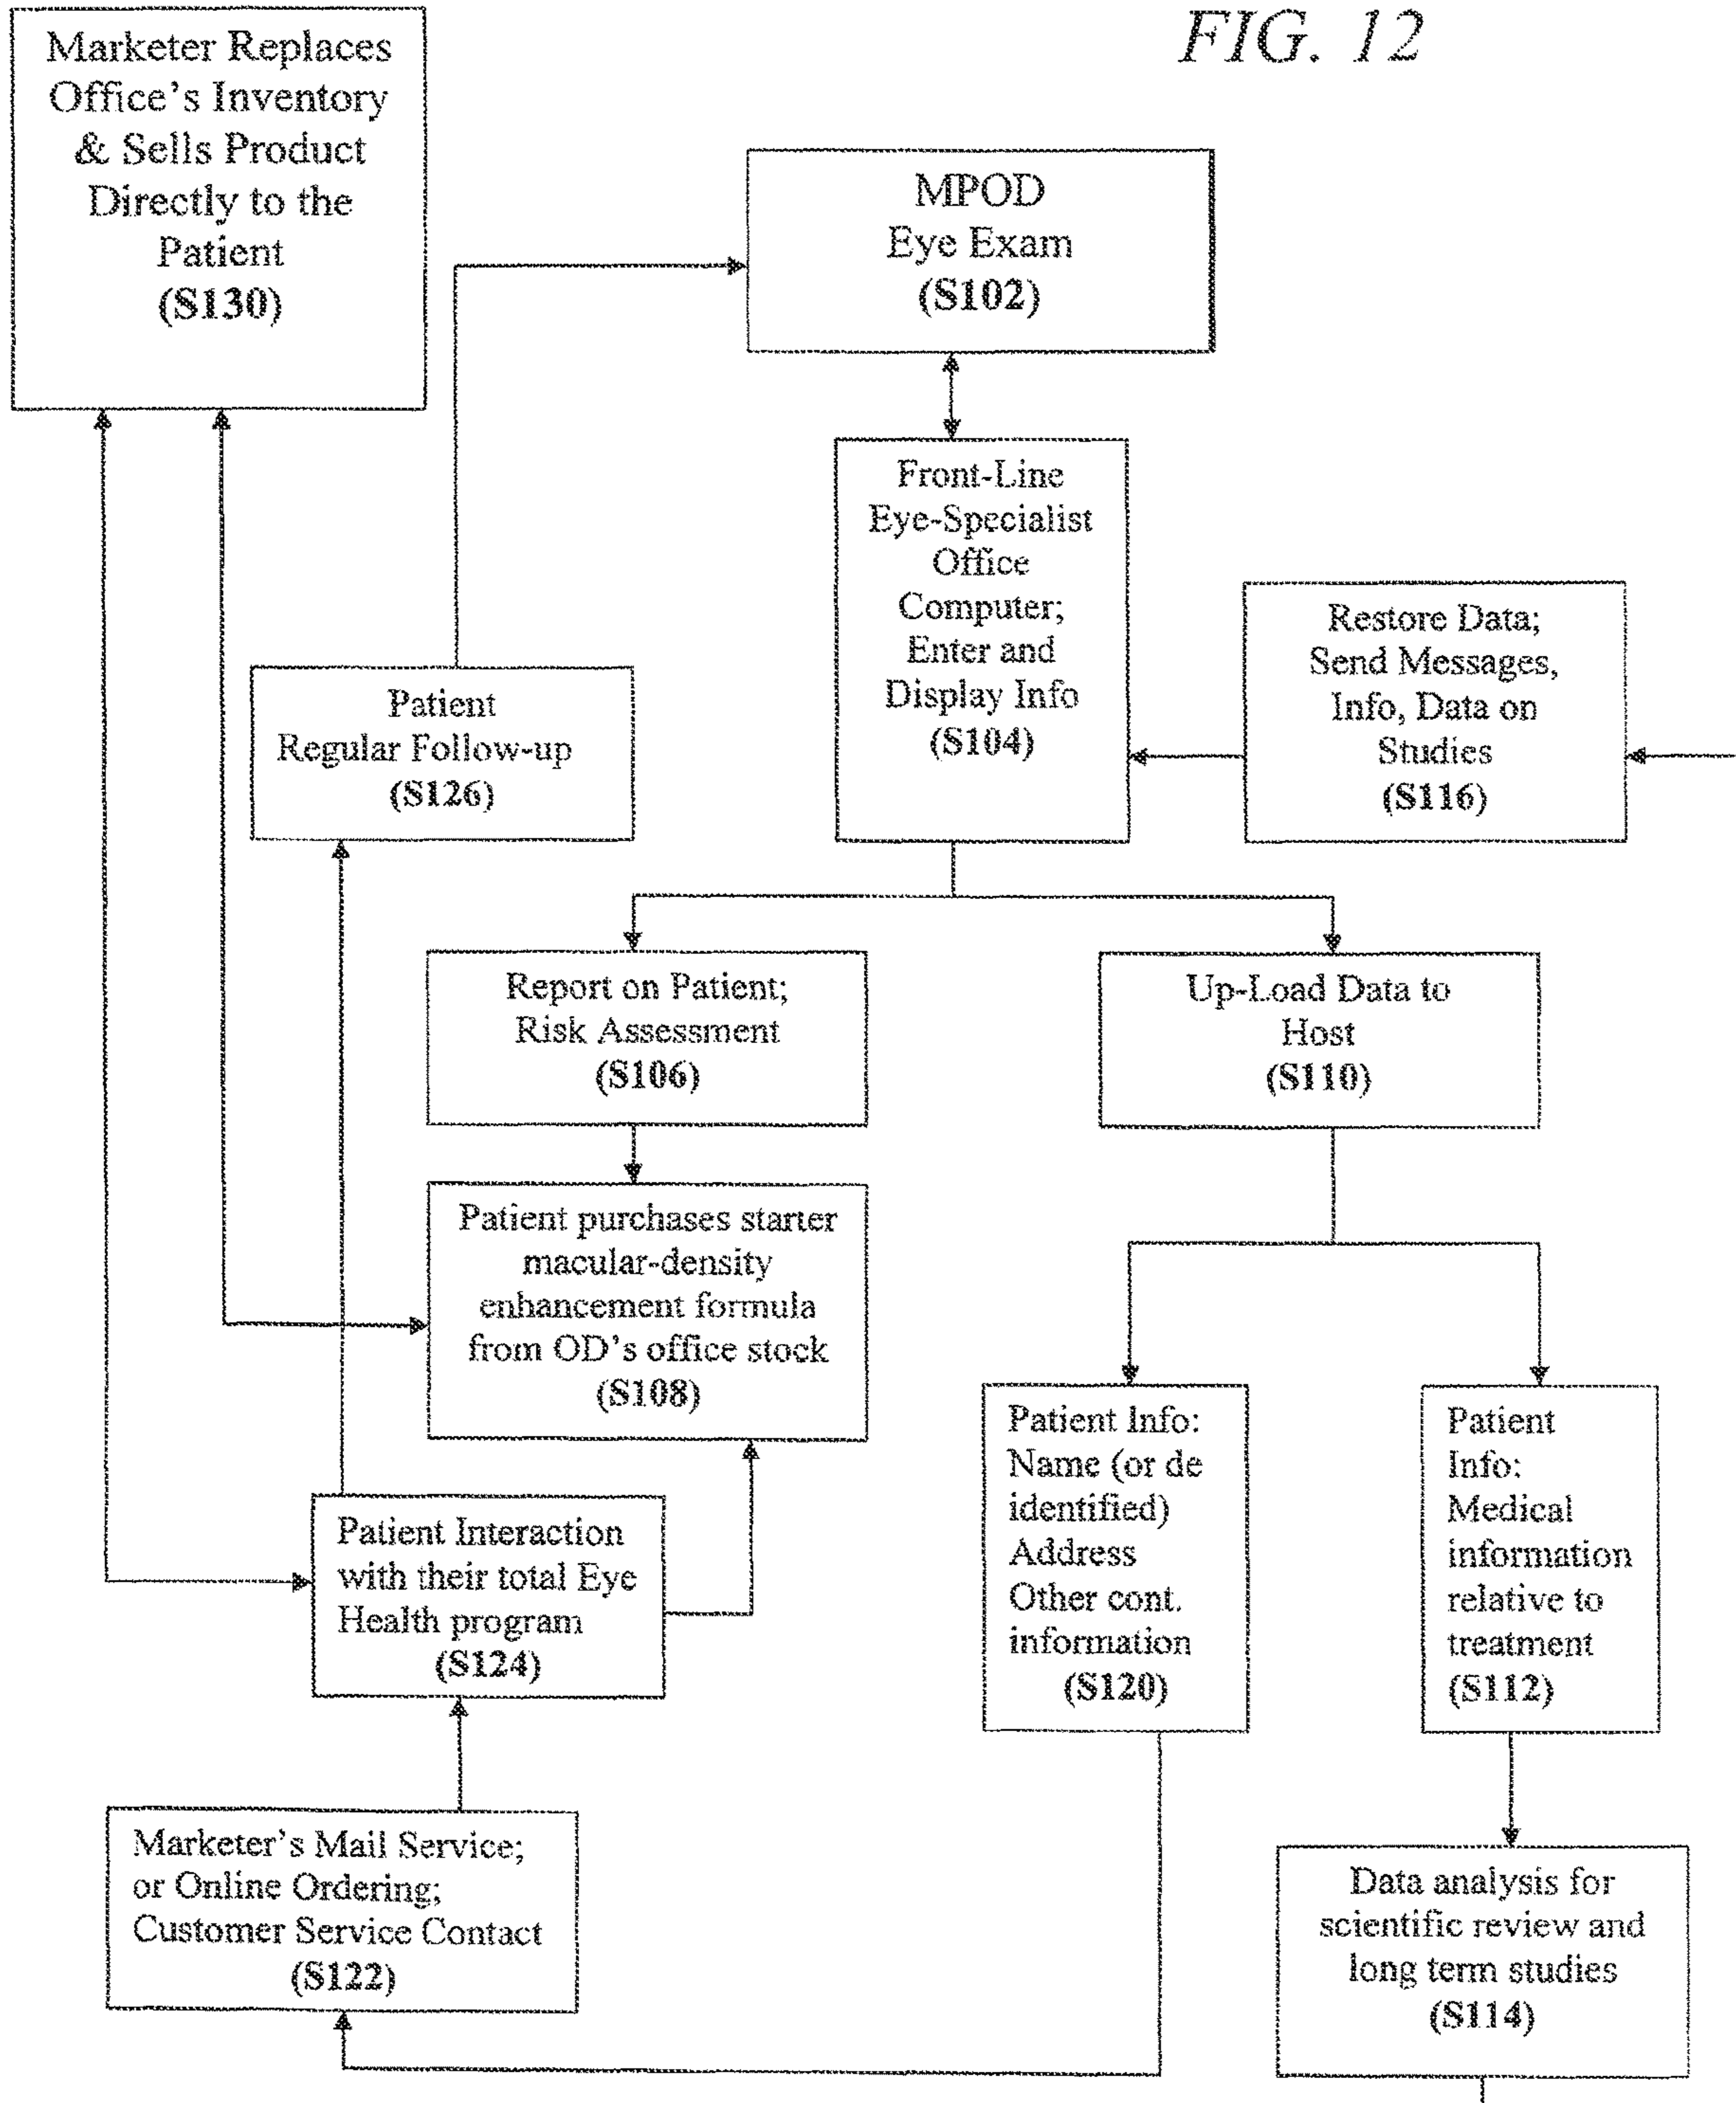 FIG. 12
Marketer Replaces
Office's Inventory
& Sells Product
Directly to the
Patient
(S130)
MPOD
Eye Exam
(S102)
Front-Line
Eye-Specialist
Office
Computer;
Enter and
Display Info
(S104)
Restore Data;
Send Messages,
Info, Data on
Studies
(S116)
Patient
Regular Follow-up
(S126)
Report on Patient;
Risk Assessment
(S106)
Up-Load Data to
Host
(S110)
Patient purchases starter
macular-density
enhancement formula
from OD's office stock
(S108)
Patient Info:
Name (or de
identified)
Address
Other cont.
information
(S120)
Patient
Info:
Medical
information
relative to
treatment
(S112)
Patient Interaction
with their total Eye
Health program
(S124)
Marketer's Mail Service;
or Online Ordering;
Customer Service Contact
(S122)
Data analysis for
scientific review and
long term studies
(S114)